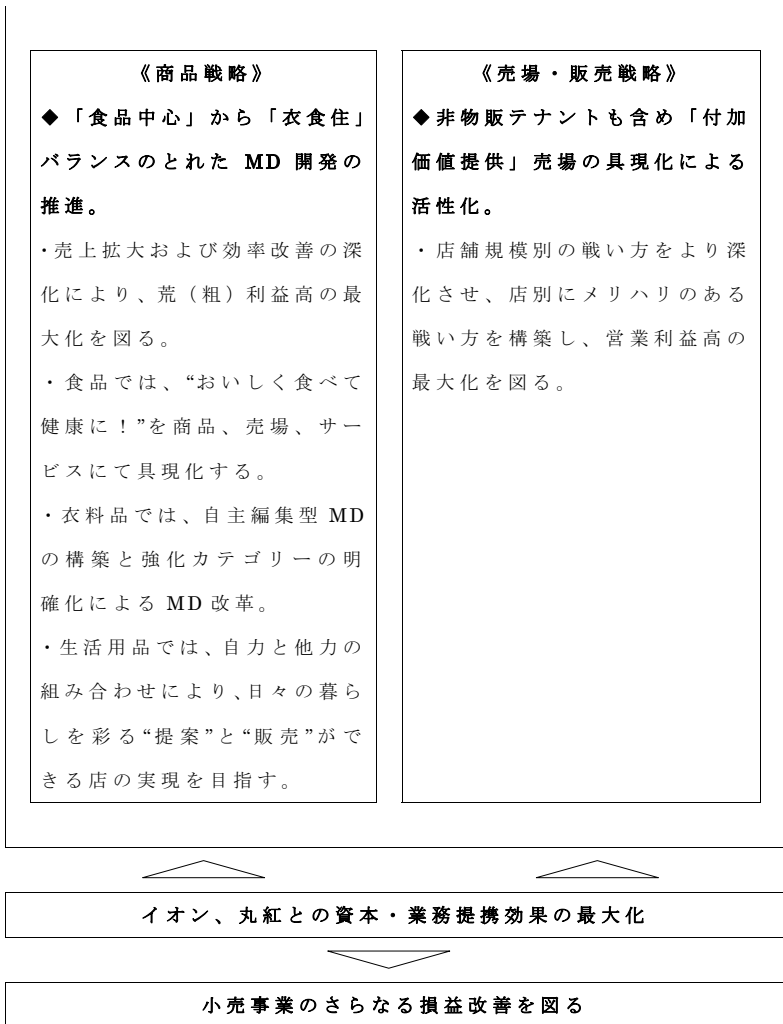 《商品戦略》
◆「食品中心」から「衣食住」
バランスのとれた MD 開発の
推進。
・売上拡大および効率改善の深
化により、荒（粗）利益高の最
大化を図る。
・食品では、“おいしく食べて
健康に！”を商品、売場、サー
ビスにて具現化する。
・衣料品では、自主編集型 MD
の構築と強化カテゴリーの明
確化による MD 改革。
・生活用品では、自力と他力の
組み合わせにより、日々の暮ら
しを彩る“提案”と“販売”がで
きる店の実現を目指す。
《売場・販売戦略》
◆非物販テナントも含め「付加
価値提供」売場の具現化による
活性化。
・店舗規模別の戦い方をより深
化させ、店別にメリハリのある
戦い方を構築し、営業利益高の
最大化を図る。
イオン、丸紅との資本・業務提携効果の最大化
小売事業のさらなる損益改善を図る